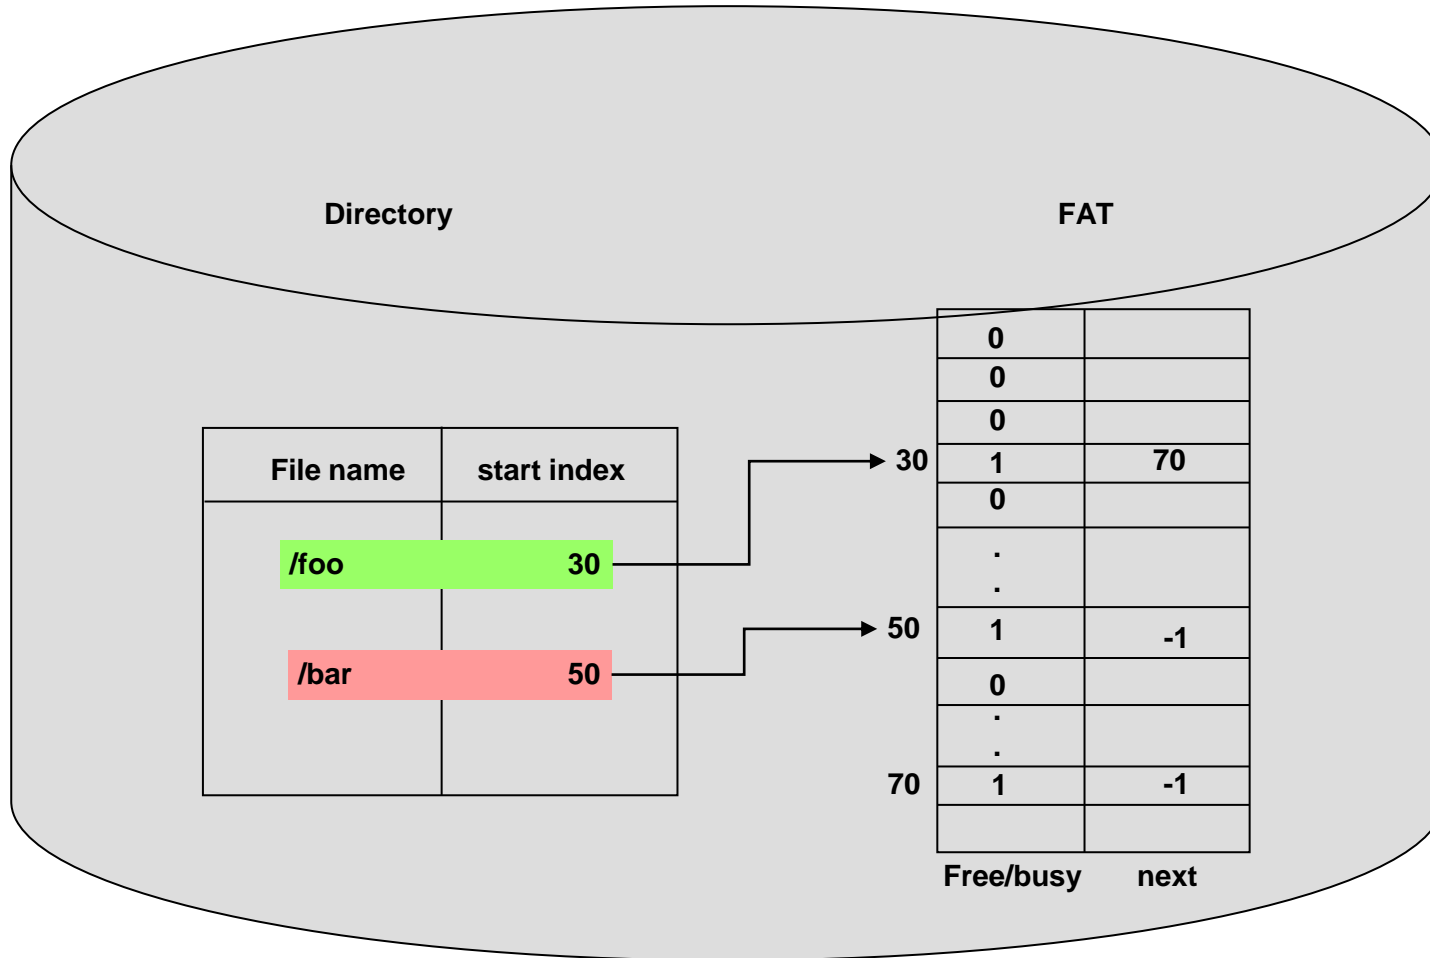 Directory FAT
File name start index
/foo 30
/bar 50
0
0
0
30 1 70
0
.
.
50 1 -1
0
.
.
70 1 -1
Free/busy next